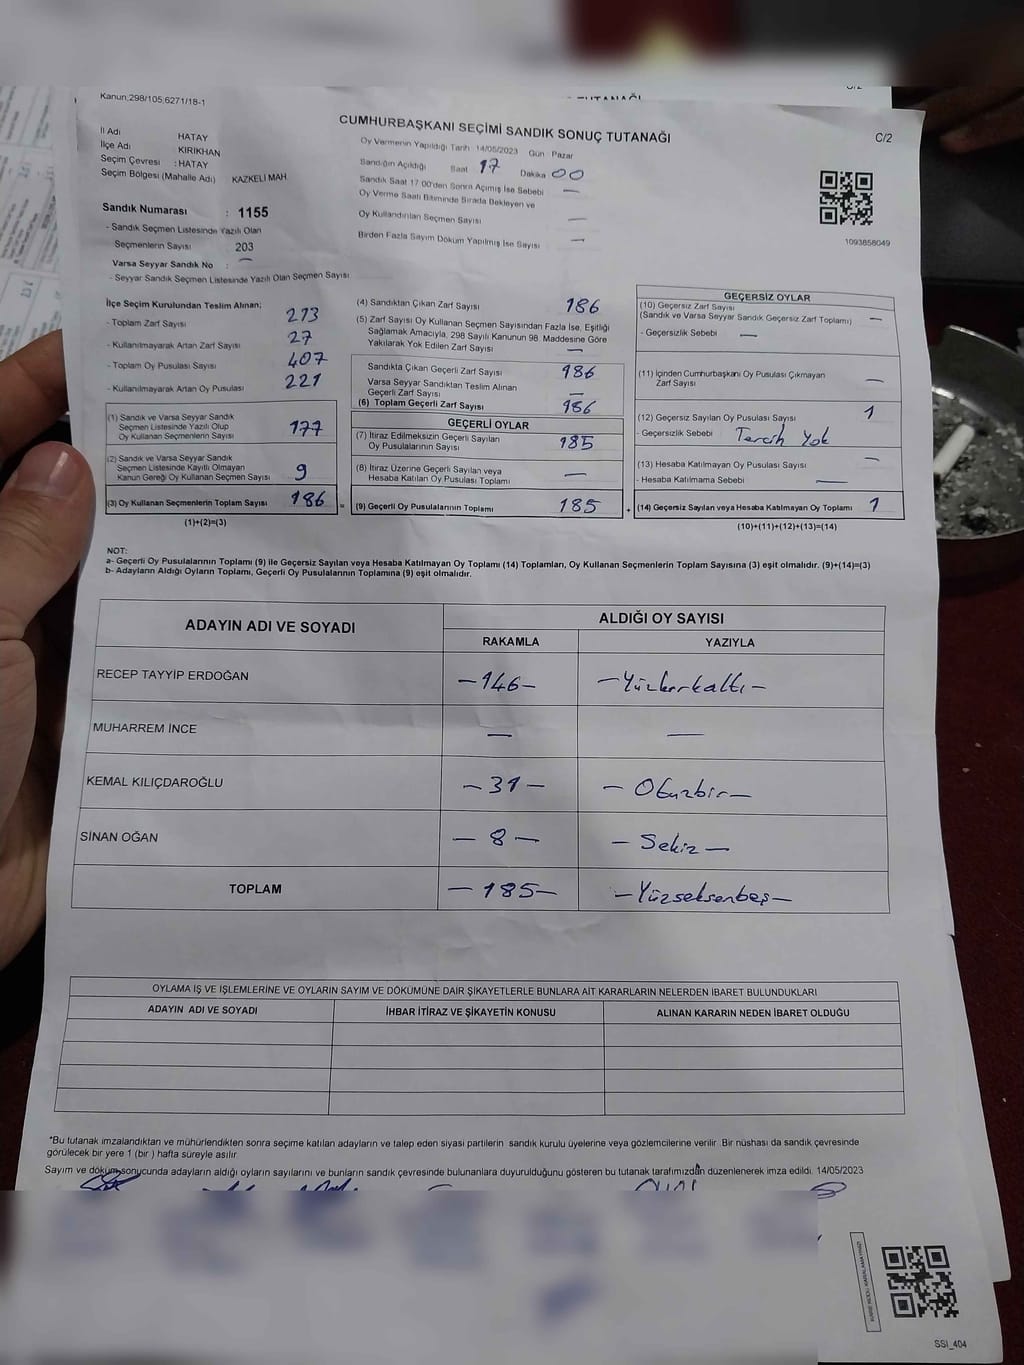 Kanun;298/105,6271/18-1
C/2
CUMHURBAŞKANI SEÇİMİ SANDIK SONUÇ TUTANAĞI
İl Adı HATAY
İlçe Adı KIRIKHAN
Seçim Çevresi :HATAY
Seçim Bölgesi (Mahalle Adı) KAZKELİ MAH.
Sandık Numarası : 1155
- Sandık Seçmen Listesinde Yazılı Olan
Seçmenlerin Sayısı 203
Varsa Seyyar Sandık No : —
- Seyyar Sandık Seçmen Listesinde Yazılı Olan Seçmen Sayısı
Oy Vermenin Yapıldığı Tarih 14/05/2023 Gün Pazar
Sandığın Açıldığı Saat 17 Dakika 00
Sandık Saat 17:00'den Sonra Açılmış İse Sebebi —
Oy Verme Saati Bitiminde Sırada Bekleyen ve
Oy Kullandırılan Seçmen Sayısı —
Birden Fazla Sayım Döküm Yapılmış İse Sayısı —
1093858049
İlçe Seçim Kurulundan Teslim Alınan;
- Toplam Zarf Sayısı 213
- Kullanılmayarak Artan Zarf Sayısı 27
- Toplam Oy Pusulası Sayısı 407
- Kullanılmayarak Artan Oy Pusulası 221
(1) Sandık ve Varsa Seyyar Sandık
Seçmen Listesinde Yazılı Olup
Oy Kullanan Seçmenlerin Sayısı 177
(2) Sandık ve Varsa Seyyar Sandık
Seçmen Listesinde Kayıtlı Olmayan
Kanun Gereği Oy Kullanan Seçmen Sayısı 9
(3) Oy Kullanan Seçmenlerin Toplam Sayısı 186
(1)+(2)=(3)
(4) Sandıktan Çıkan Zarf Sayısı 186
(5) Zarf Sayısı Oy Kullanan Seçmen Sayısından Fazla İse, Eşitliği
Sağlamak Amacıyla, 298 Sayılı Kanunun 98. Maddesine Göre
Yakılarak Yok Edilen Zarf Sayısı —
Sandıkta Çıkan Geçerli Zarf Sayısı 186
Varsa Seyyar Sandıktan Teslim Alınan
Geçerli Zarf Sayısı —
(6) Toplam Geçerli Zarf Sayısı 186
GEÇERLİ OYLAR
(7) İtiraz Edilmeksizin Geçerli Sayılan
Oy Pusulalarının Sayısı 185
(8) İtiraz Üzerine Geçerli Sayılan veya
Hesaba Katılan Oy Pusulası Toplamı —
= (9) Geçerli Oy Pusulalarının Toplamı 185
GEÇERSİZ OYLAR
(10) Geçersiz Zarf Sayısı
(Sandık ve Varsa Seyyar Sandık Geçersiz Zarf Toplamı) —
- Geçersizlik Sebebi —
(11) İçinden Cumhurbaşkanı Oy Pusulası Çıkmayan
Zarf Sayısı —
(12) Geçersiz Sayılan Oy Pusulası Sayısı 1
- Geçersizlik Sebebi Tercih Yok
(13) Hesaba Katılmayan Oy Pusulası Sayısı —
- Hesaba Katılmama Sebebi —
+ (14) Geçersiz Sayılan veya Hesaba Katılmayan Oy Toplamı 1
(10)+(11)+(12)+(13)=(14)
NOT:
a- Geçerli Oy Pusulalarının Toplamı (9) ile Geçersiz Sayılan veya Hesaba Katılmayan Oy Toplamı (14) Toplamları, Oy Kullanan Seçmenlerin Toplam Sayısına (3) eşit olmalıdır. (9)+(14)=(3)
b- Adayların Aldığı Oyların Toplamı, Geçerli Oy Pusulalarının Toplamına (9) eşit olmalıdır.
ADAYIN ADI VE SOYADI ALDIĞI OY SAYISI
RAKAMLA YAZIYLA
RECEP TAYYİP ERDOĞAN —146— —Yüzkırkaltı—
MUHARREM İNCE — —
KEMAL KILIÇDAROĞLU —31— —Otuzbir—
SİNAN OĞAN —8— —Sekiz—
TOPLAM —185— —Yüzseksenbeş—
OYLAMA İŞ VE İŞLEMLERİNE VE OYLARIN SAYIM VE DÖKÜMÜNE DAİR ŞİKAYETLERLE BUNLARA AİT KARARLARIN NELERDEN İBARET BULUNDUKLARI
ADAYIN ADI VE SOYADI İHBAR İTİRAZ VE ŞİKAYETİN KONUSU ALINAN KARARIN NEDEN İBARET OLDUĞU
*Bu tutanak imzalandıktan ve mühürlendikten sonra seçime katılan adayların ve talep eden siyasi partilerin sandık kurulu üyelerine veya gözlemcilerine verilir. Bir nüshası da sandık çevresinde
görülecek bir yere 1 (bir) hafta süreyle asılır.
Sayım ve döküm sonucunda adayların aldığı oyların sayılarını ve bunların sandık çevresinde bulunanlara duyurulduğunu gösteren bu tutanak tarafımızdan düzenlenerek imza edildi. 14/05/2023
KARE KODU KARALAMAYINIZ!
SSI_404